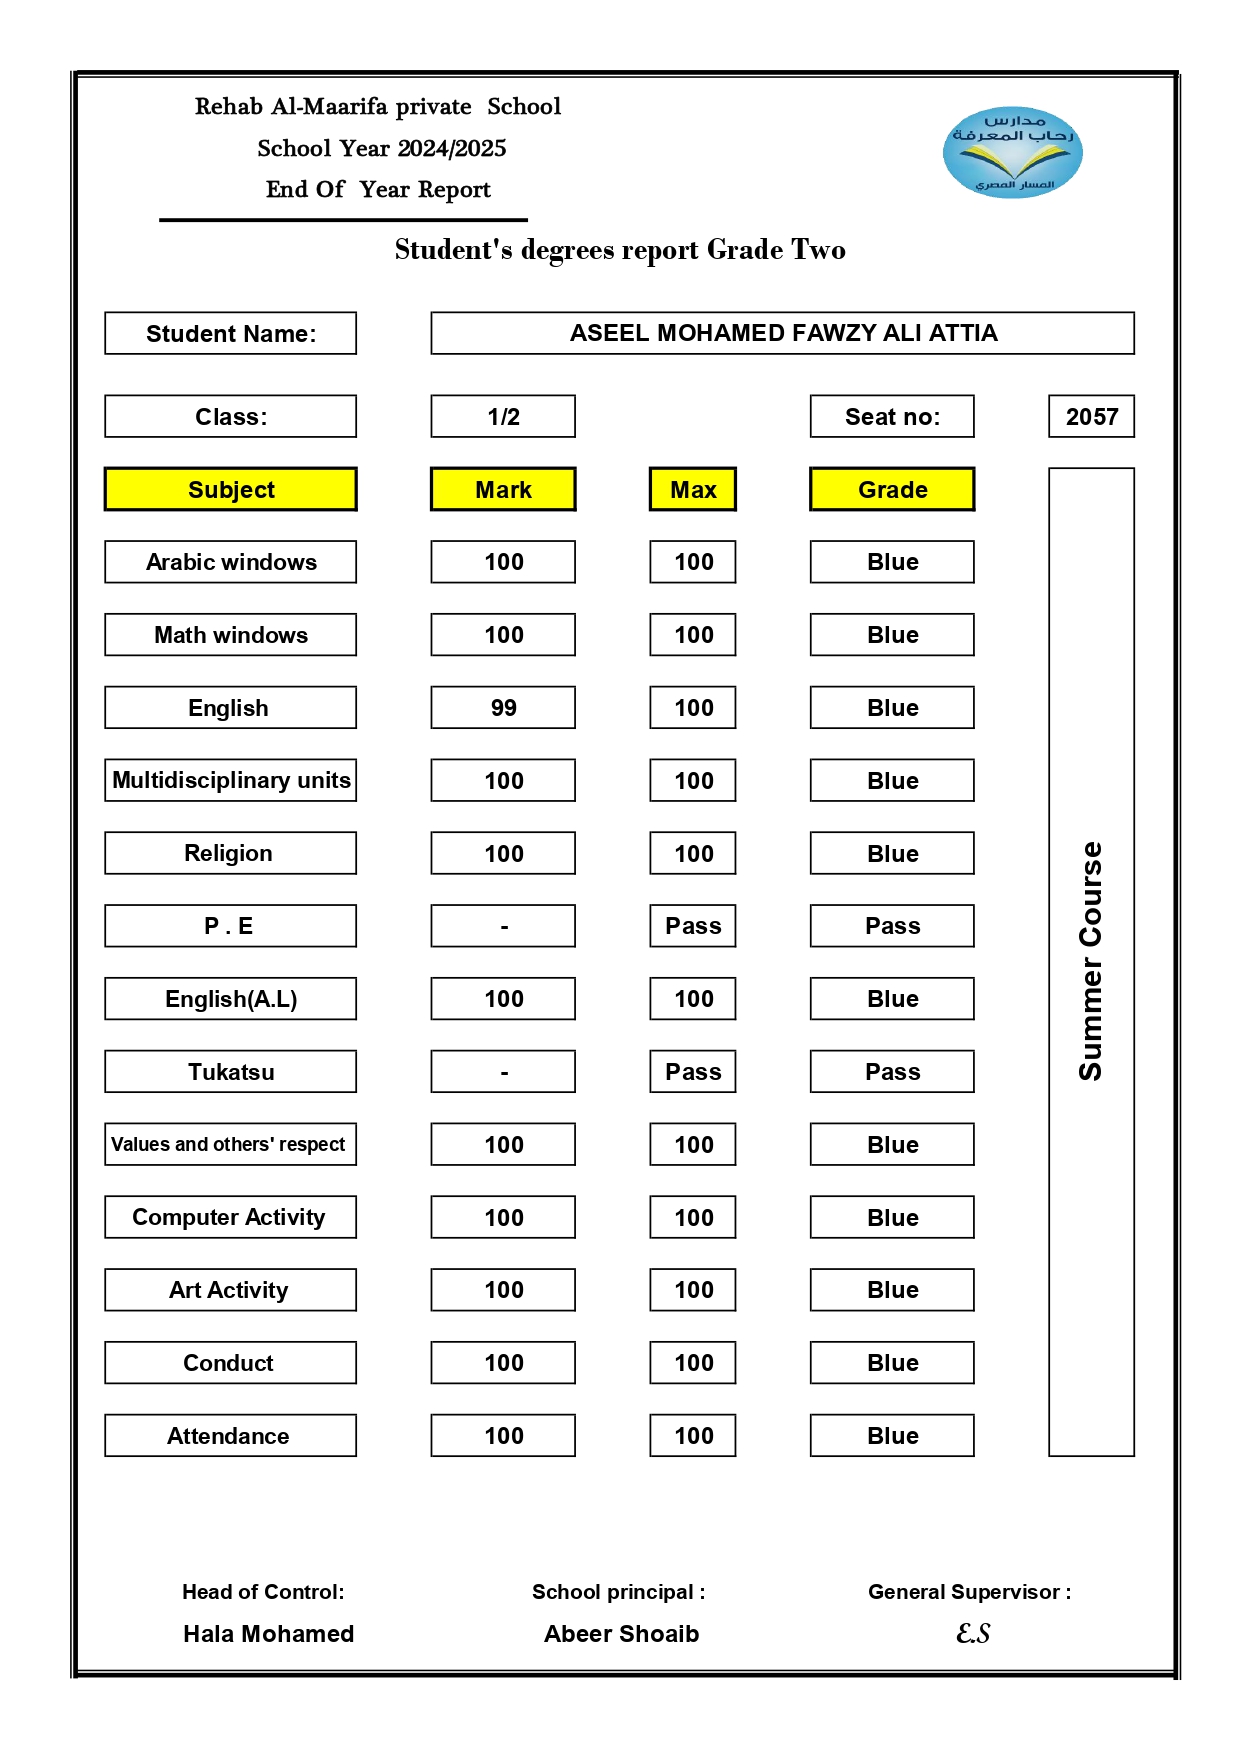 Rehab Al-Maarifa private School
School Year 2024/2025
End Of Year Report
مدارس
رحاب المعرفة
المسار المصري
Student's degrees report Grade Two
Student Name: ASEEL MOHAMED FAWZY ALI ATTIA
Class: 1/2 Seat no: 2057
Subject Mark Max Grade
Arabic windows 100 100 Blue
Math windows 100 100 Blue
English 99 100 Blue
Multidisciplinary units 100 100 Blue
Religion 100 100 Blue
P . E - Pass Pass
English(A.L) 100 100 Blue
Tukatsu - Pass Pass
Values and others' respect 100 100 Blue
Computer Activity 100 100 Blue
Art Activity 100 100 Blue
Conduct 100 100 Blue
Attendance 100 100 Blue
Summer Course
Head of Control: School principal : General Supervisor :
Hala Mohamed Abeer Shoaib E.S